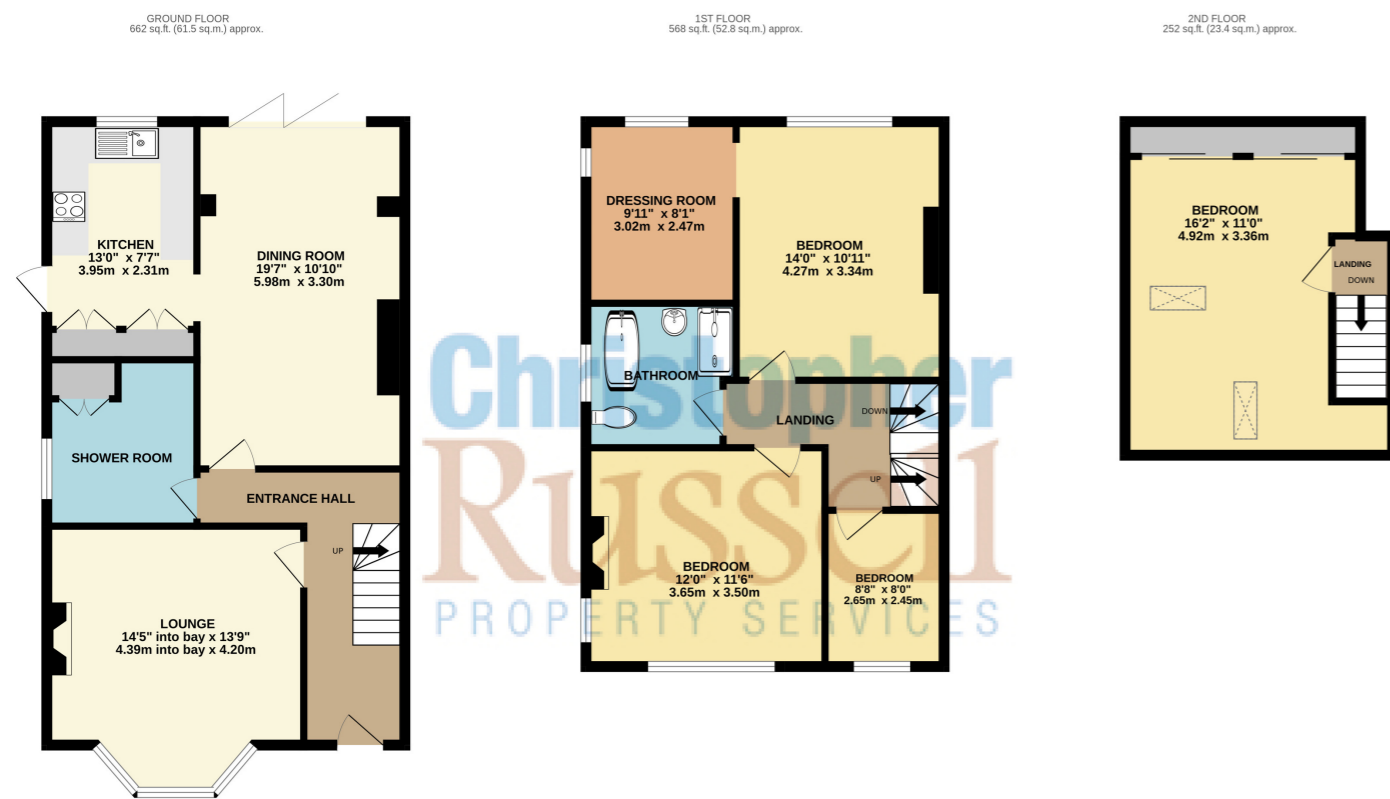 GROUND FLOOR
662 sq.ft. (61.5 sq.m.) approx.
KITCHEN
13'0" x 7'7"
3.95m x 2.31m
DINING ROOM
19'7" x 10'10"
5.98m x 3.30m
SHOWER ROOM
ENTRANCE HALL
UP
LOUNGE
14'5" into bay x 13'9"
4.39m into bay x 4.20m
1ST FLOOR
568 sq.ft. (52.8 sq.m.) approx.
DRESSING ROOM
9'11" x 8'1"
3.02m x 2.47m
BEDROOM
14'0" x 10'11"
4.27m x 3.34m
BATHROOM
LANDING
DOWN
UP
BEDROOM
12'0" x 11'6"
3.65m x 3.50m
BEDROOM
8'8" x 8'0"
2.65m x 2.45m
2ND FLOOR
252 sq.ft. (23.4 sq.m.) approx.
BEDROOM
16'2" x 11'0"
4.92m x 3.36m
LANDING
DOWN
Christopher
Russell
PROPERTY SERVICES